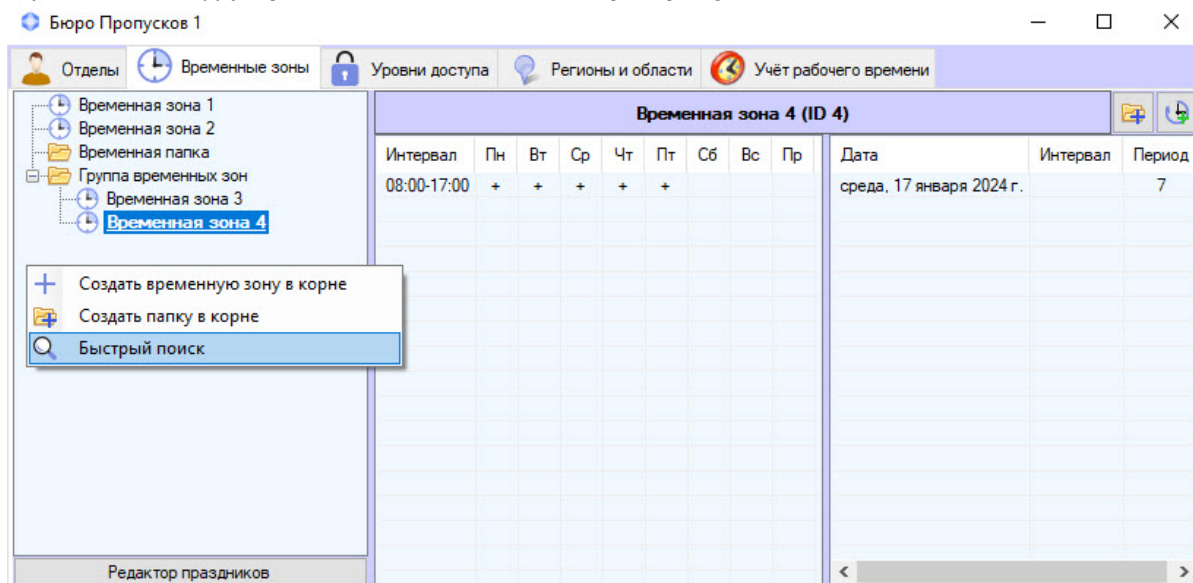 Бюро Пропусков 1
Отделы Временные зоны Уровни доступа Регионы и области Учёт рабочего времени
Временная зона 1
Временная зона 2
Временная папка
Группа временных зон
Временная зона 3
Временная зона 4
Создать временную зону в корне
Создать папку в корне
Быстрый поиск
Редактор праздников
Временная зона 4 (ID 4)
Интервал Пн Вт Ср Чт Пт Сб Вс Пр
08:00-17:00 + + + + +
Дата Интервал Период
среда, 17 января 2024 г. 7